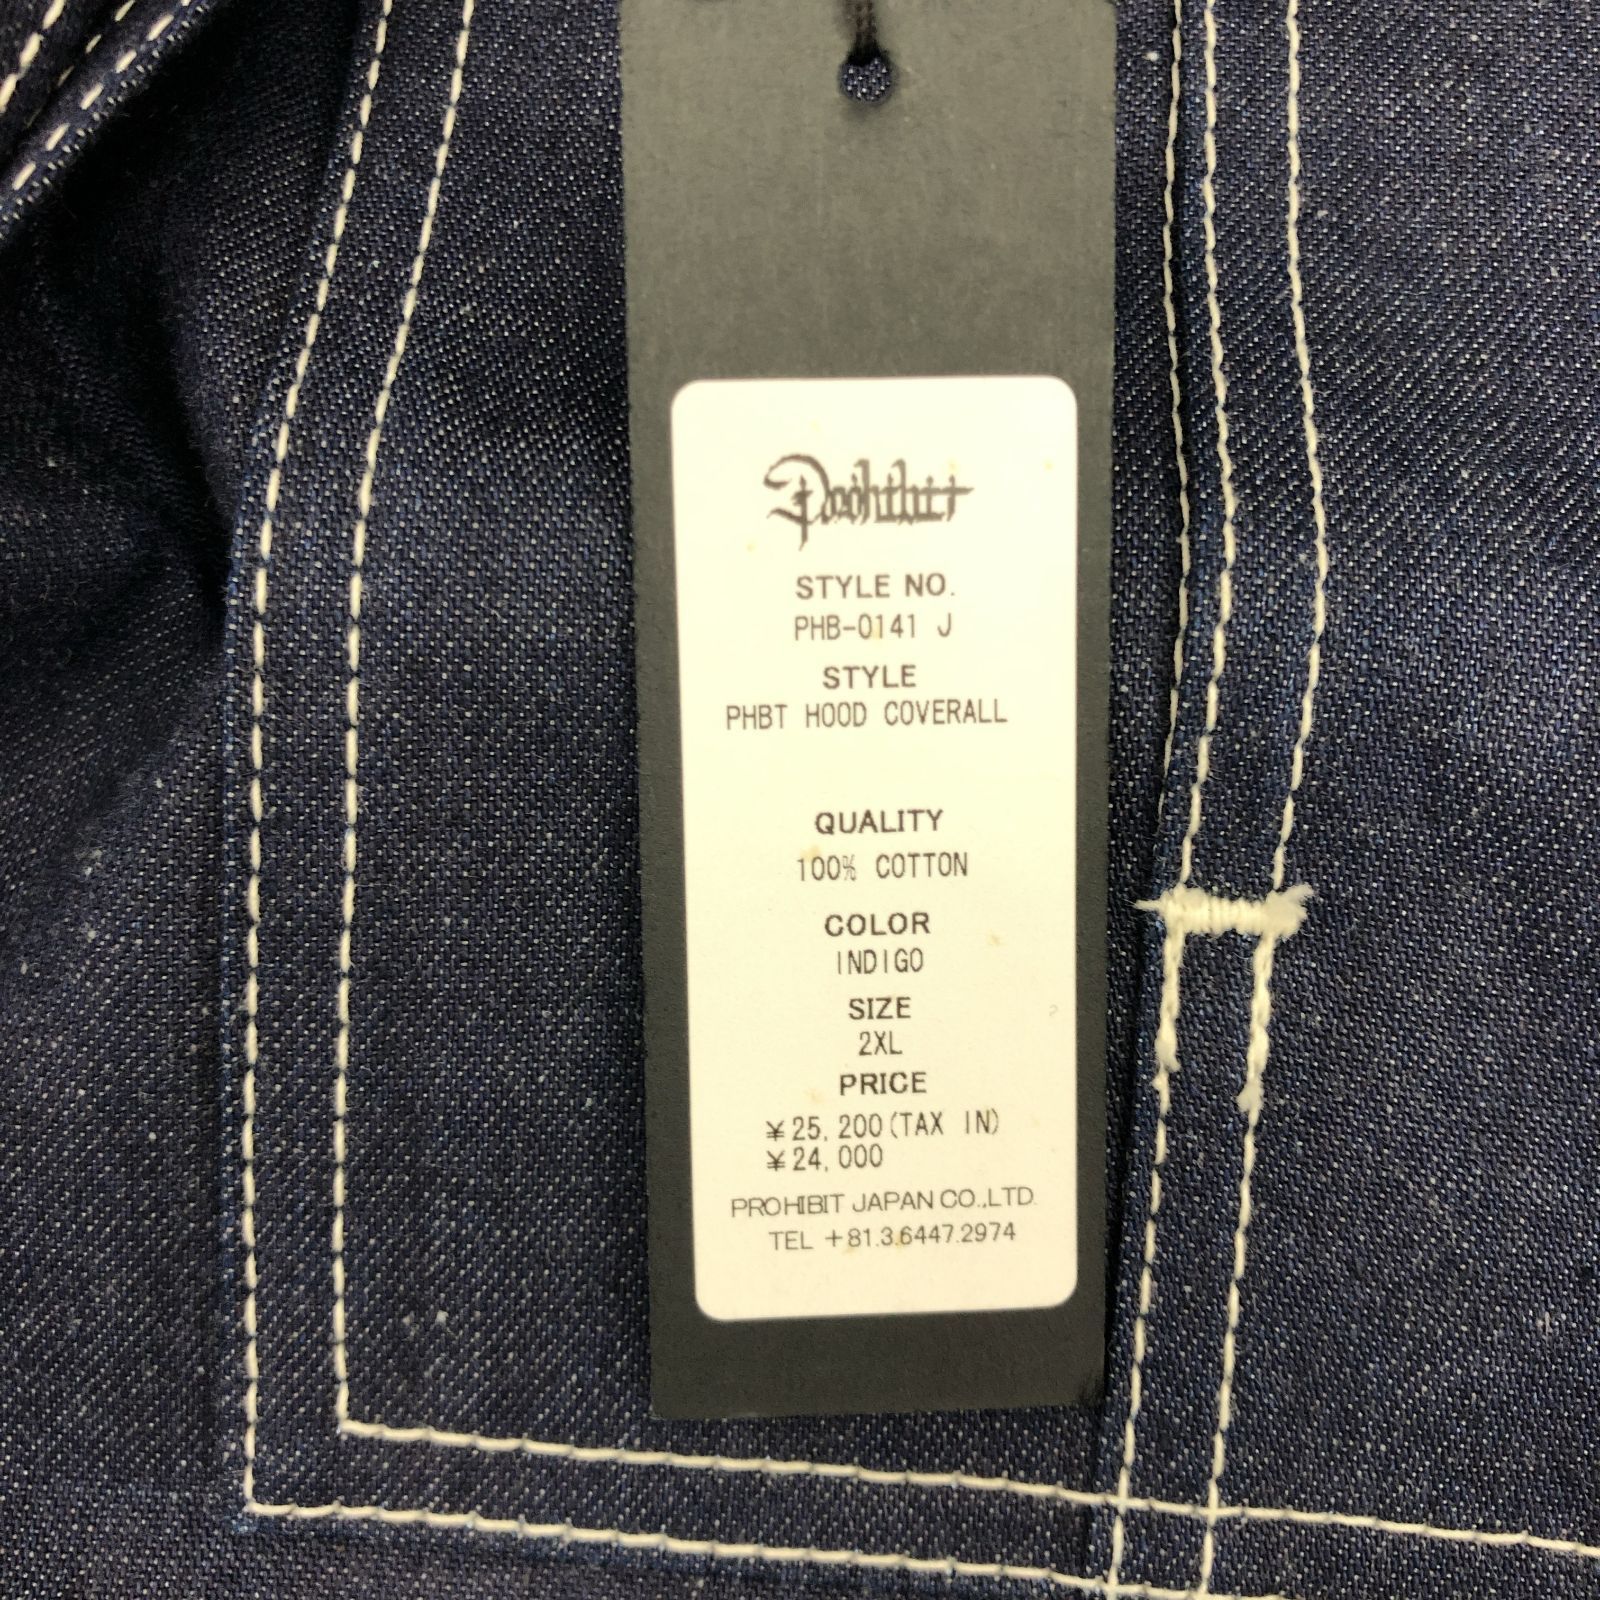 Prohibit
STYLE NO.
PHB-0141 J
STYLE
PHBT HOOD COVERALL
QUALITY
100% COTTON
COLOR
INDIGO
SIZE
2XL
PRICE
¥25,200(TAX IN)
¥24,000
PROHIBIT JAPAN CO.,LTD.
TEL +81.3.6447.2974